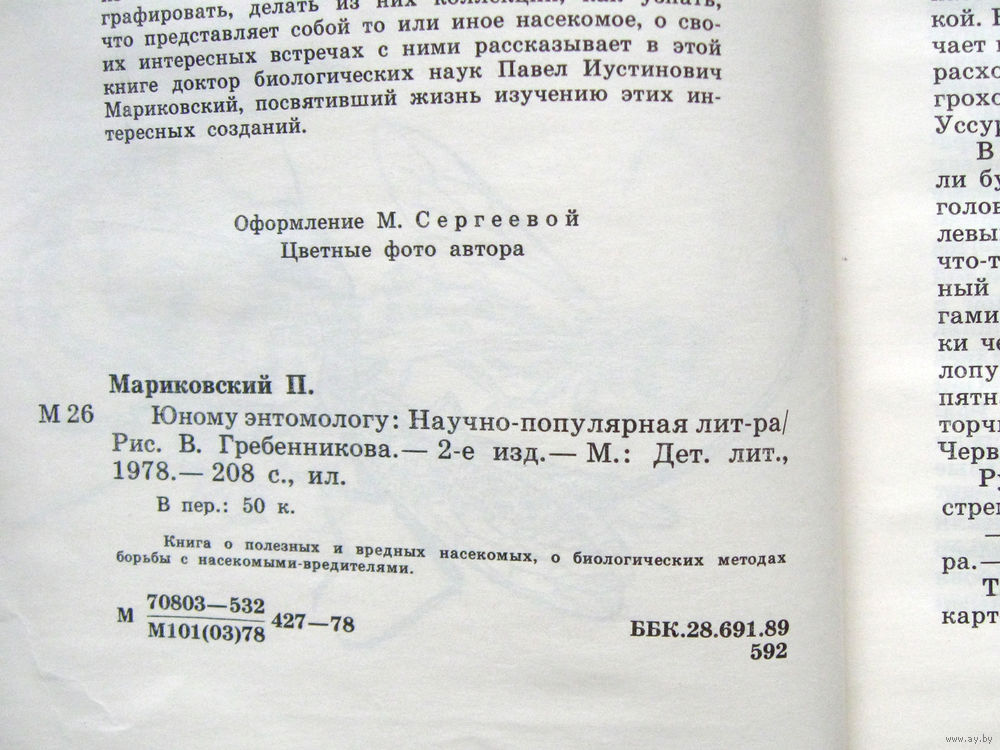 графировать, делать из них коллекции, как узнать,
что представляет собой то или иное насекомое, о сво-
их интересных встречах с ними рассказывает в этой
книге доктор биологических наук Павел Иустинович
Мариковский, посвятивший жизнь изучению этих ин-
тересных созданий.
Оформление М. Сергеевой
Цветные фото автора
Мариковский П.
М 26 Юному энтомологу: Научно-популярная лит-ра/
Рис. В. Гребенникова.— 2-е изд.— М.: Дет. лит.,
1978.— 208 с., ил.
В пер.: 50 к.
Книга о полезных и вредных насекомых, о биологических методах
борьбы с насекомыми-вредителями.
М 70803—532
М101(03)78 427—78
ББК.28.691.89
592
кой.
чает
расхо
грохо
Уссур
В
ли бу
голов
левы
что-т
ный
гами
ки че
лопу
пятн
торч
Черв
Ру
стре
—
ра.—
Т
карт
www.ay.by